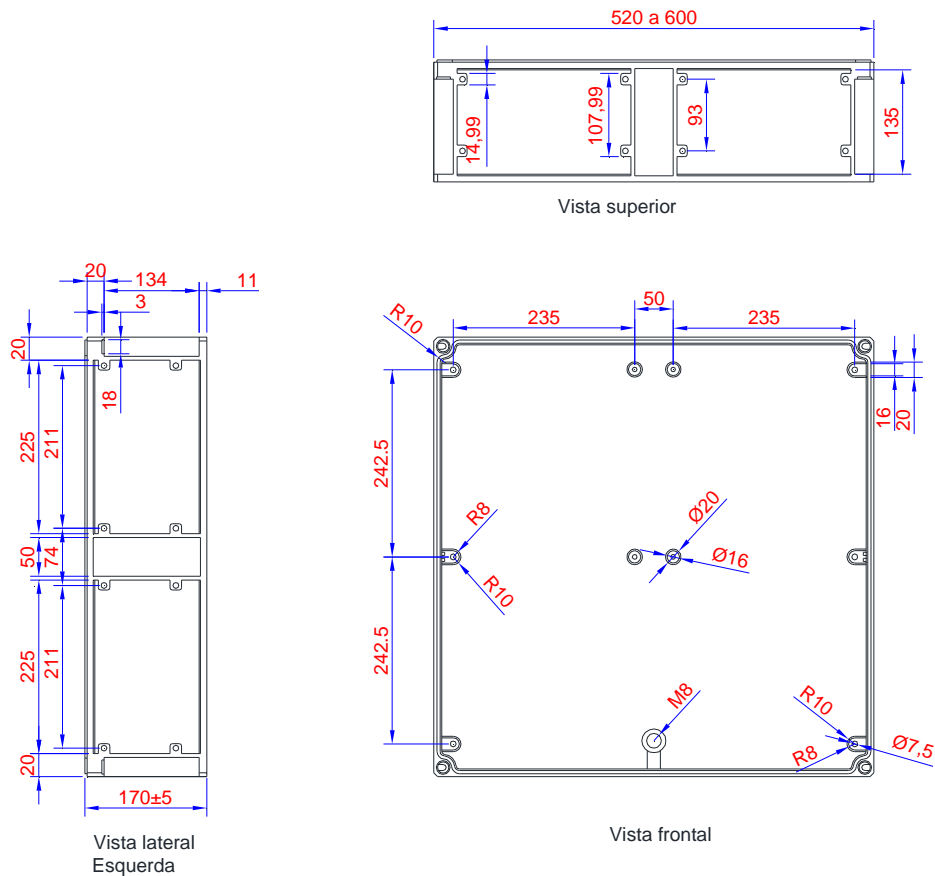 520 a 600
14,99
107,99
93
135
Vista superior
20
134
11
3
20
18
225
211
50
74
225
211
20
170±5
Vista lateral
Esquerda
50
235
235
R10
16
20
242.5
R8
Ø20
Ø16
R10
242.5
M8
R10
R8
Ø7,5
Vista frontal